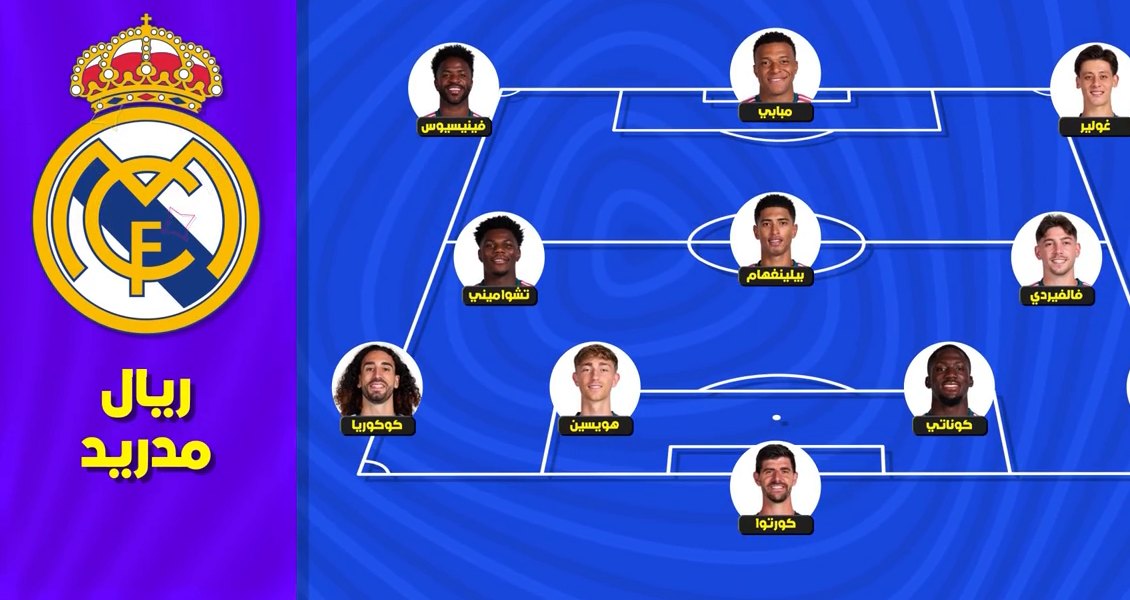 ريال
مدريد
فينيسيوس
مبابي
غولير
تشواميني
بيلينغهام
فالفيردي
كوكوريا
هويسين
كوناتي
كورتوا